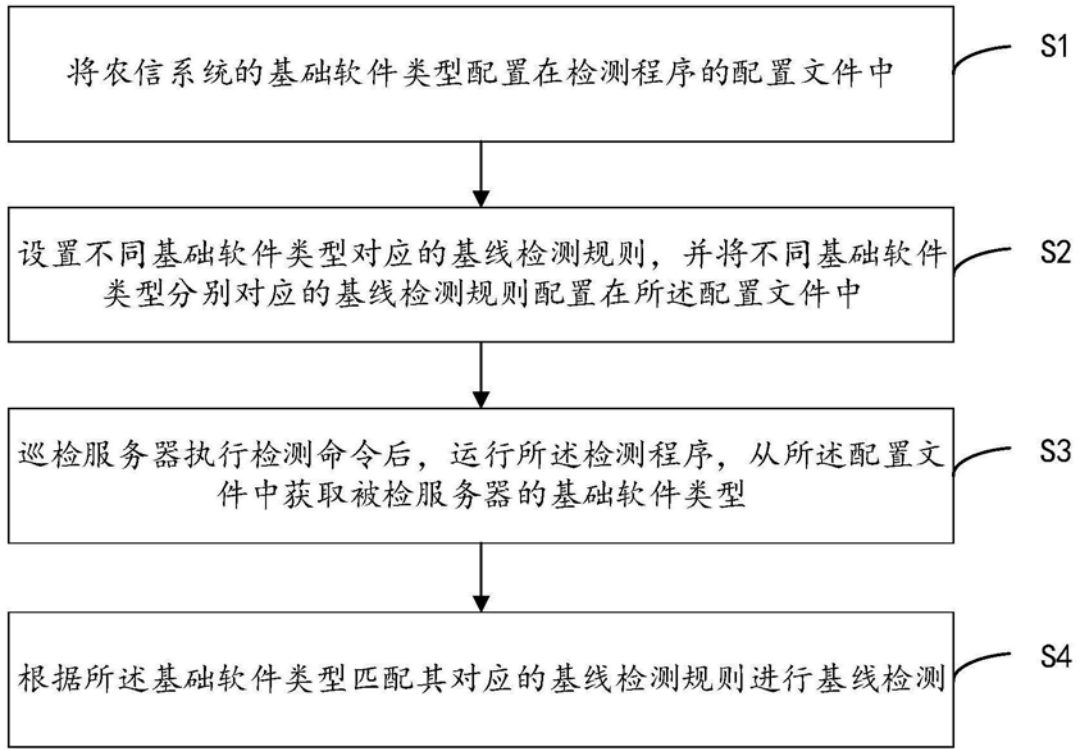 将农信系统的基础软件类型配置在检测程序的配置文件中
S1
设置不同基础软件类型对应的基线检测规则，并将不同基础软件
类型分别对应的基线检测规则配置在所述配置文件中
S2
巡检服务器执行检测命令后，运行所述检测程序，从所述配置文
件中获取被检服务器的基础软件类型
S3
根据所述基础软件类型匹配其对应的基线检测规则进行基线检测
S4